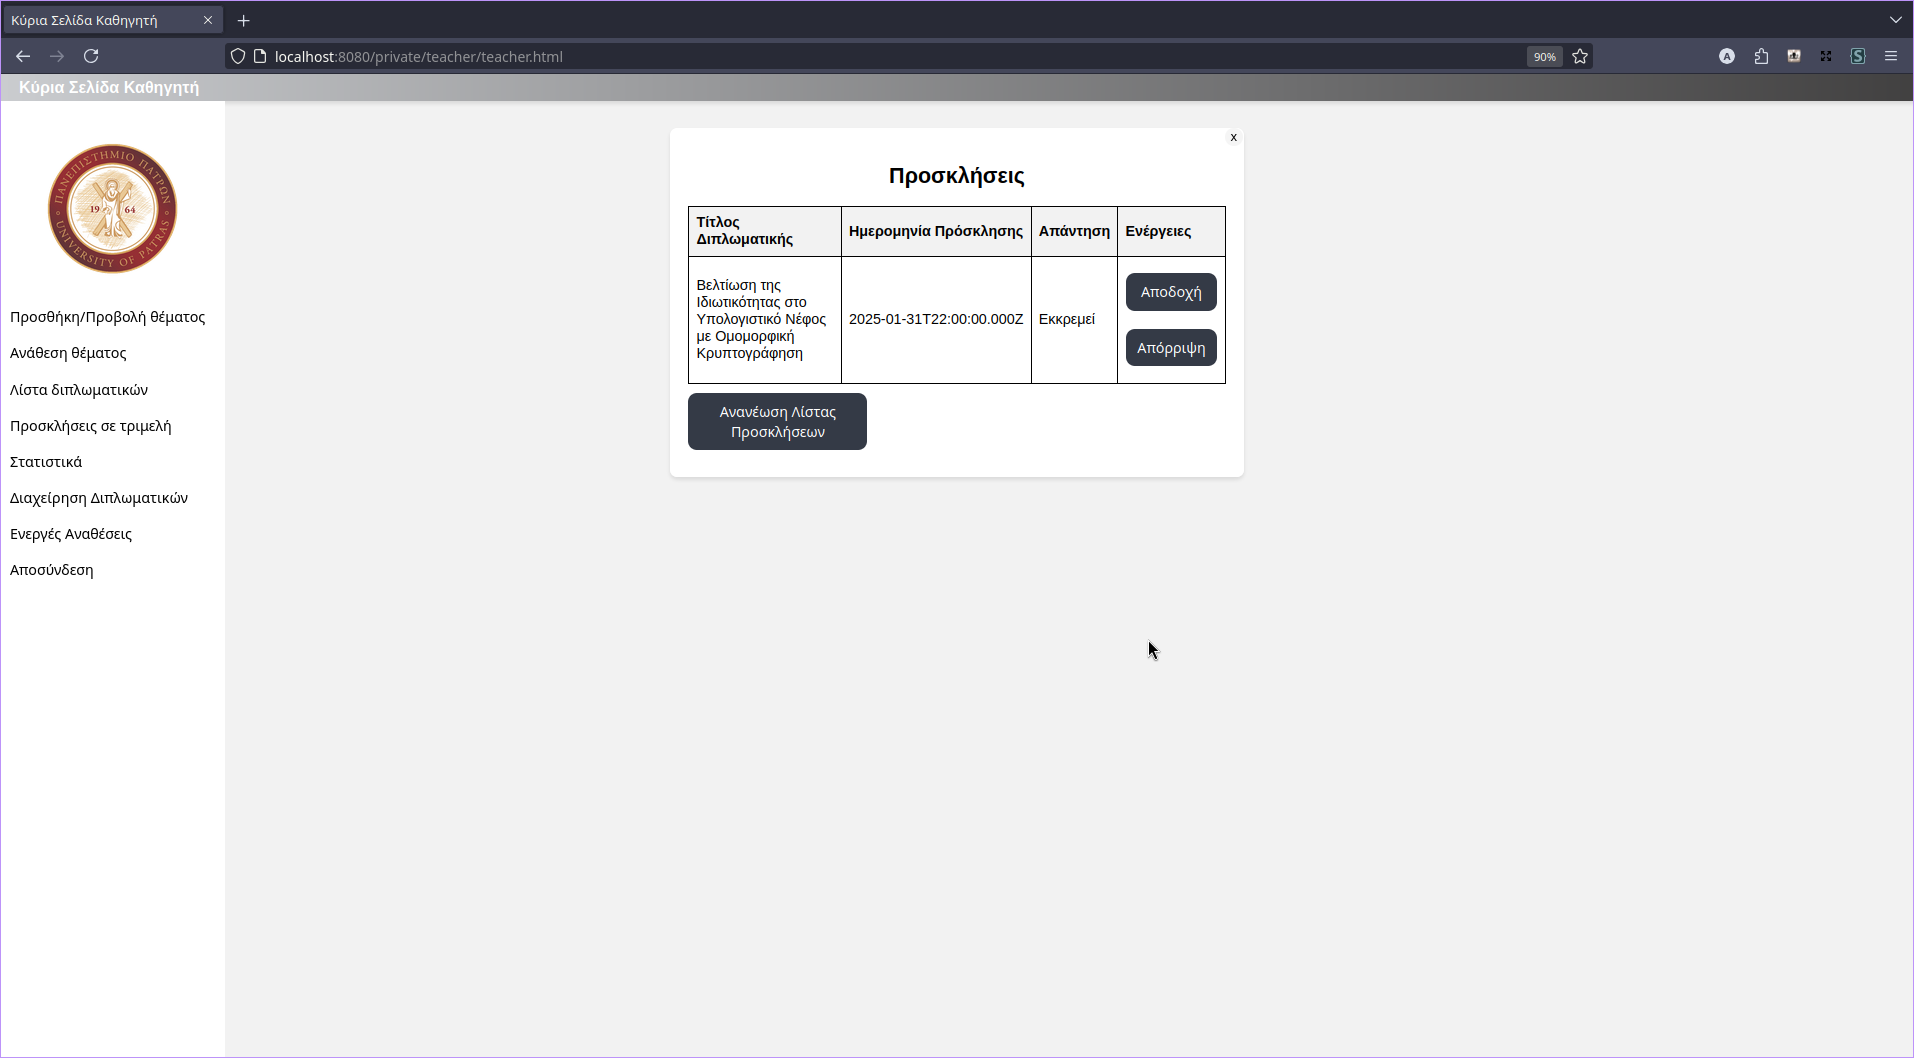 Κύρια Σελίδα Καθηγητή
localhost:8080/private/teacher/teacher.html
90%
A
S
Κύρια Σελίδα Καθηγητή
ΠΑΝΕΠΙΣΤΗΜΙΟ ΠΑΤΡΩΝ
19 64
UNIVERSITY OF PATRAS
Προσθήκη/Προβολή θέματος
Ανάθεση θέματος
Λίστα διπλωματικών
Προσκλήσεις σε τριμελή
Στατιστικά
Διαχείρηση Διπλωματικών
Ενεργές Αναθέσεις
Αποσύνδεση
x
Προσκλήσεις
Τίτλος
Διπλωματικής
Ημερομηνία Πρόσκλησης
Απάντηση
Ενέργειες
Βελτίωση της
Ιδιωτικότητας στο
Υπολογιστικό Νέφος
με Ομομορφική
Κρυπτογράφηση
2025-01-31T22:00:00.000Z
Εκκρεμεί
Αποδοχή
Απόρριψη
Ανανέωση Λίστας
Προσκλήσεων